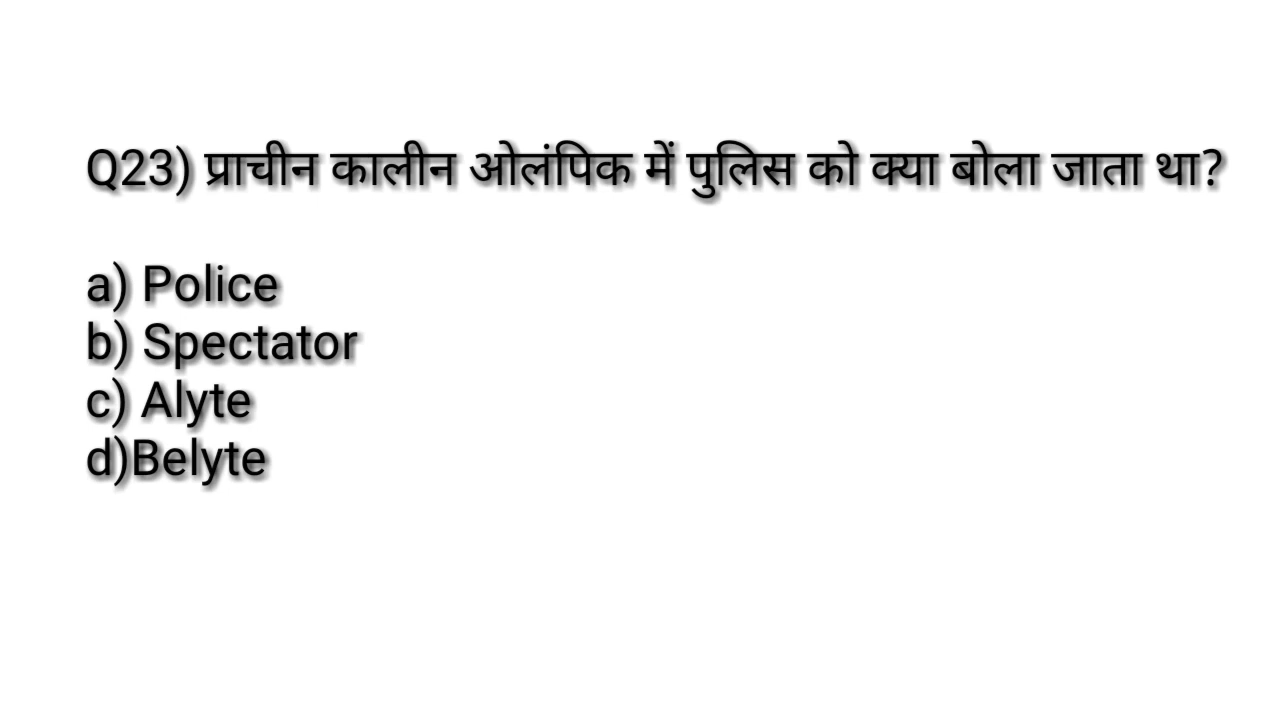 Q23) प्राचीन कालीन ओलंपिक में पुलिस को क्या बोला जाता था?
a) Police
b) Spectator
c) Alyte
d)Belyte